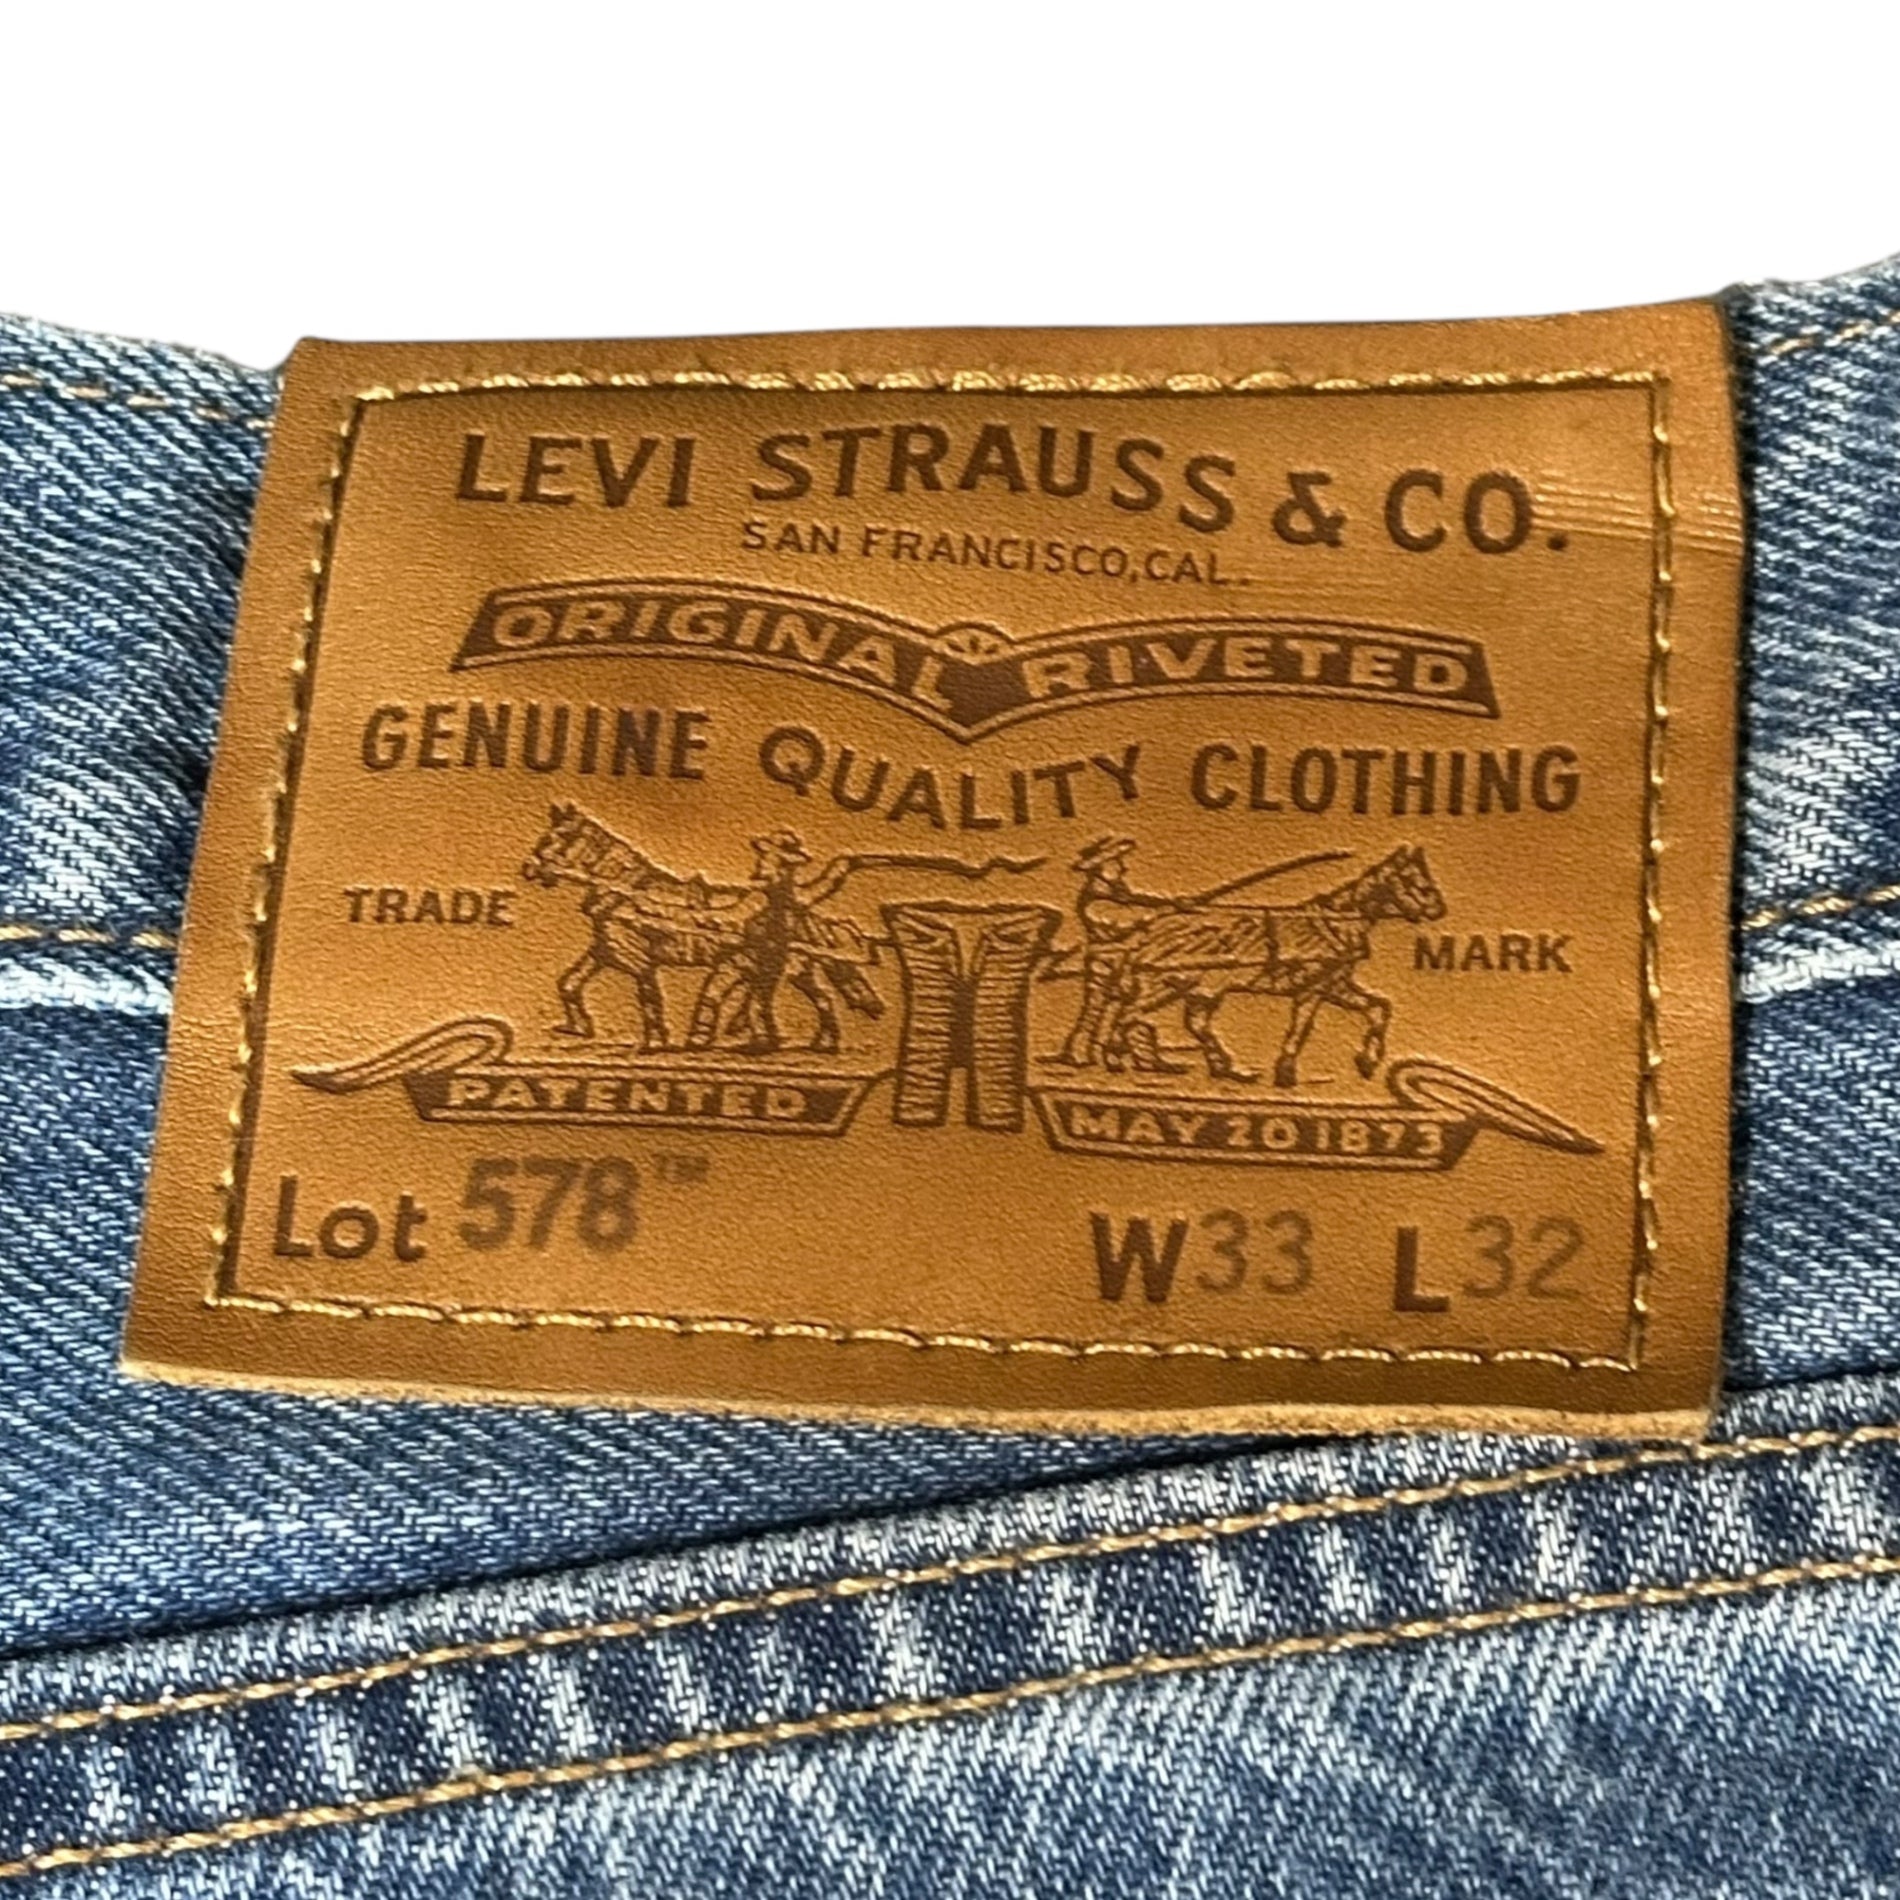 LEVI STRAUSS & CO.
SAN FRANCISCO, CAL.
ORIGINAL RIVETED
GENUINE QUALITY CLOTHING
TRADE MARK
PATENTED MAY 20 1873
Lot 578™ W33 L32